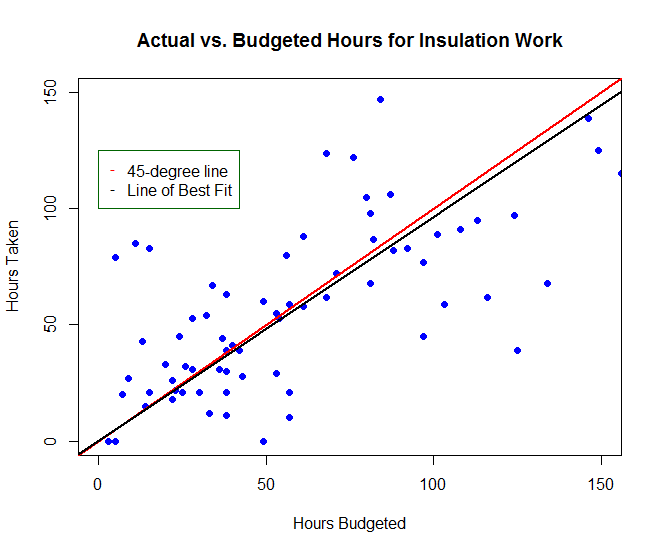 Actual vs. Budgeted Hours for Insulation Work
150
100
50
0
Hours Taken
- 45-degree line
- Line of Best Fit
0 50 100 150
Hours Budgeted